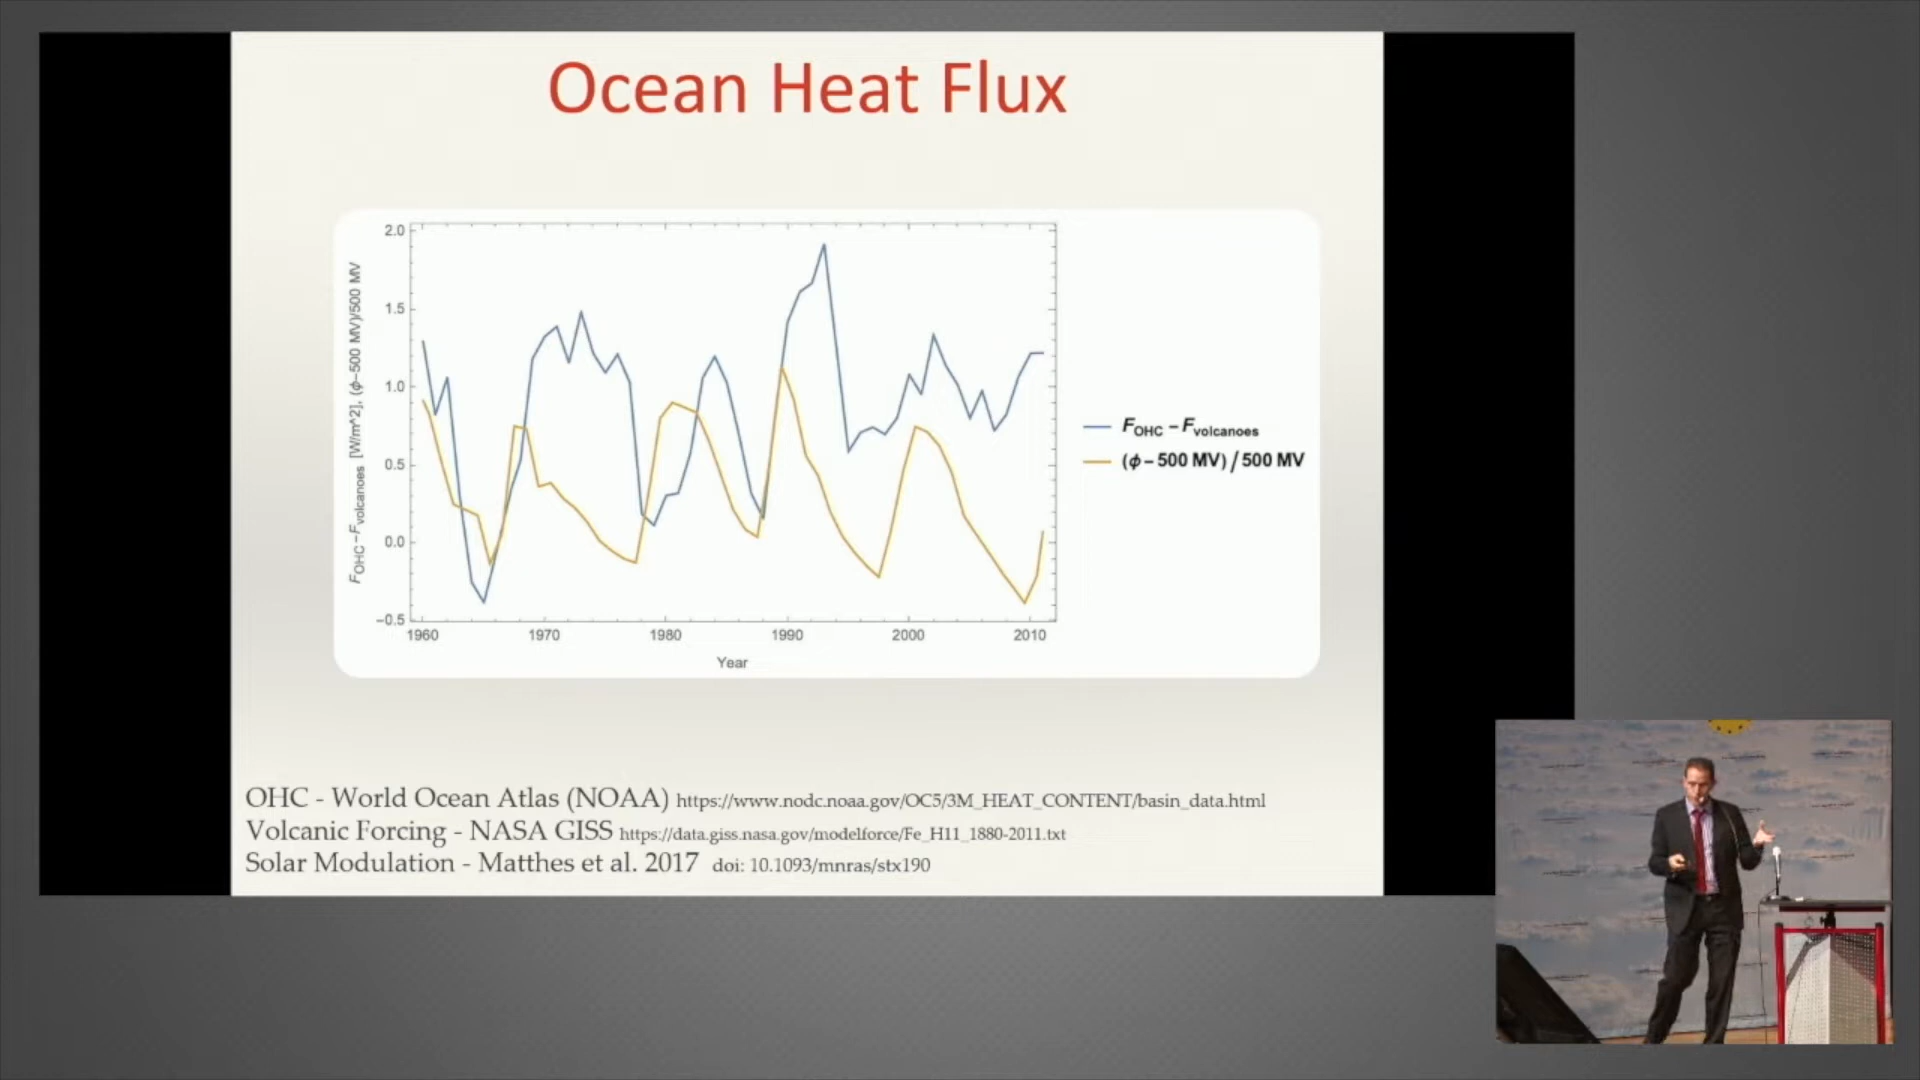 Ocean Heat Flux
F_OHC – F_volcanoes [W/m^2], (ϕ–500 MV)/500 MV
2.0
1.5
1.0
0.5
0.0
–0.5
1960 1970 1980 1990 2000 2010
Year
F_OHC – F_volcanoes
(ϕ – 500 MV) / 500 MV
OHC - World Ocean Atlas (NOAA) https://www.nodc.noaa.gov/OC5/3M_HEAT_CONTENT/basin_data.html
Volcanic Forcing - NASA GISS https://data.giss.nasa.gov/modelforce/Fe_H11_1880-2011.txt
Solar Modulation - Matthes et al. 2017 doi: 10.1093/mnras/stx190